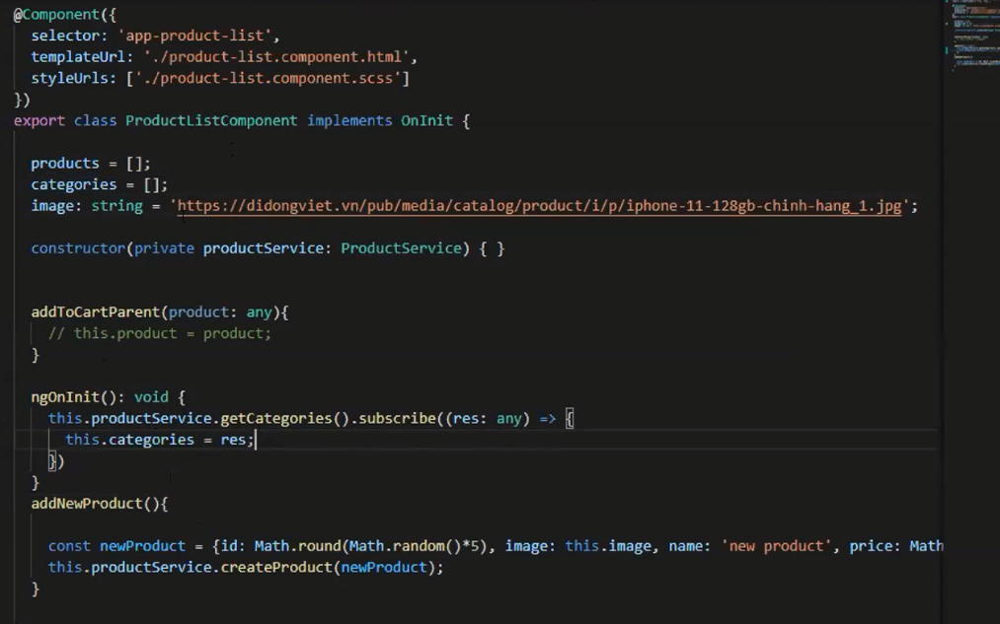 @Component({
selector: 'app-product-list',
templateUrl: './product-list.component.html',
styleUrls: ['./product-list.component.scss']
})
export class ProductListComponent implements OnInit {
products = [];
categories = [];
image: string = 'https://didongviet.vn/pub/media/catalog/product/i/p/iphone-11-128gb-chinh-hang_1.jpg';
constructor(private productService: ProductService) { }
addToCartParent(product: any){
// this.product = product;
}
ngOnInit(): void {
this.productService.getCategories().subscribe((res: any) => {
this.categories = res;
})
}
addNewProduct(){
const newProduct = {id: Math.round(Math.random()*5), image: this.image, name: 'new product', price: Math
this.productService.createProduct(newProduct);
}